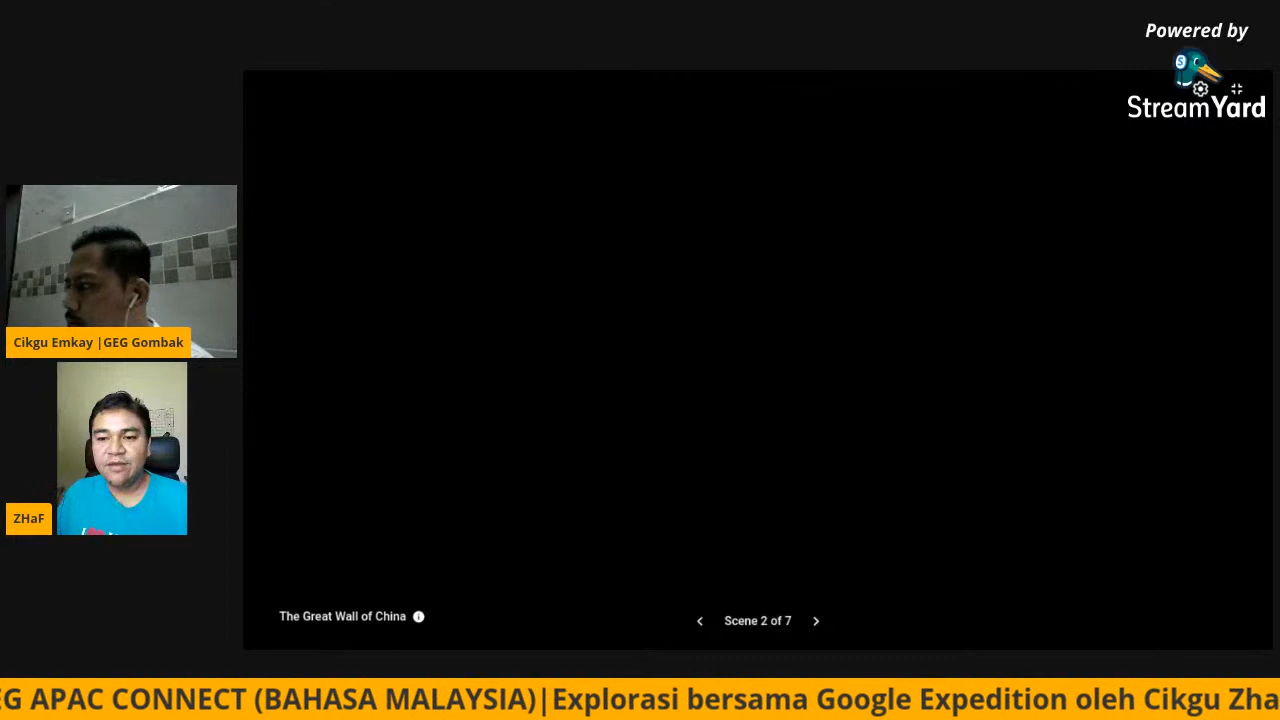 Powered by
StreamYard
Cikgu Emkay |GEG Gombak
ZHaF
The Great Wall of China
Scene 2 of 7
EG APAC CONNECT (BAHASA MALAYSIA)|Explorasi bersama Google Expedition oleh Cikgu Zha